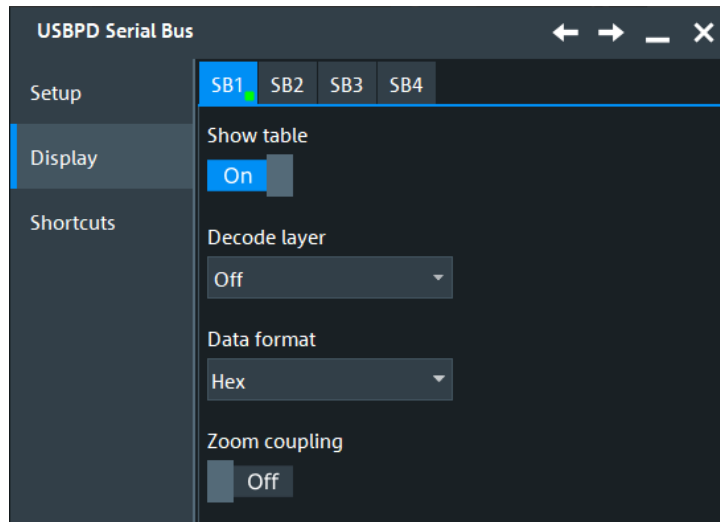 USBPD Serial Bus
Setup
Display
Shortcuts
SB1 SB2 SB3 SB4
Show table
On
Decode layer
Off
Data format
Hex
Zoom coupling
Off